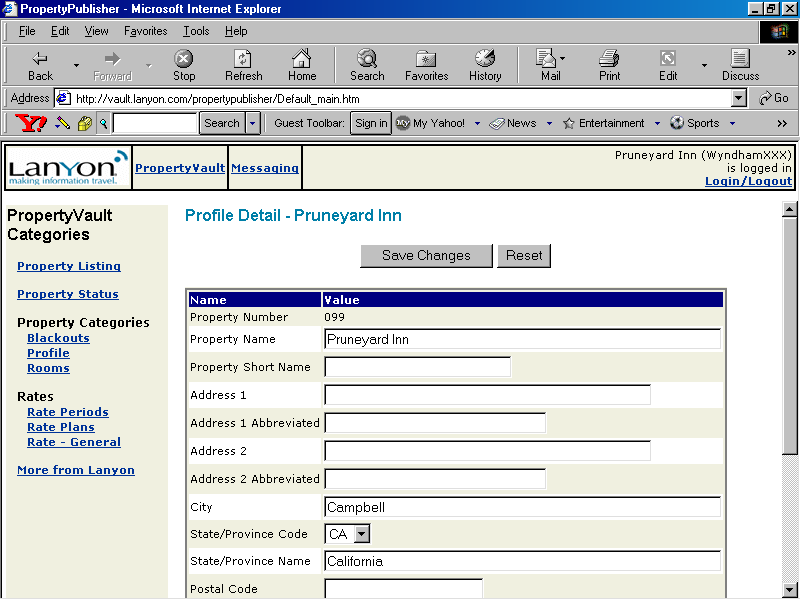 PropertyPublisher - Microsoft Internet Explorer
File Edit View Favorites Tools Help
Back Forward Stop Refresh Home Search Favorites History Mail Print Edit Discuss
Address http://vault.lanyon.com/propertypublisher/Default_main.htm Go
Y! Search Guest Toolbar: Sign in My My Yahoo! News Entertainment Sports
LANYON.
making information travel.
PropertyVault Messaging
Pruneyard Inn (WyndhamXXX)
is logged in
Login/Logout
PropertyVault
Categories
Property Listing
Property Status
Property Categories
Blackouts
Profile
Rooms
Rates
Rate Periods
Rate Plans
Rate - General
More from Lanyon
Profile Detail - Pruneyard Inn
Save Changes Reset
Name Value
Property Number 099
Property Name Pruneyard Inn
Property Short Name
Address 1
Address 1 Abbreviated
Address 2
Address 2 Abbreviated
City Campbell
State/Province Code CA
State/Province Name California
Postal Code